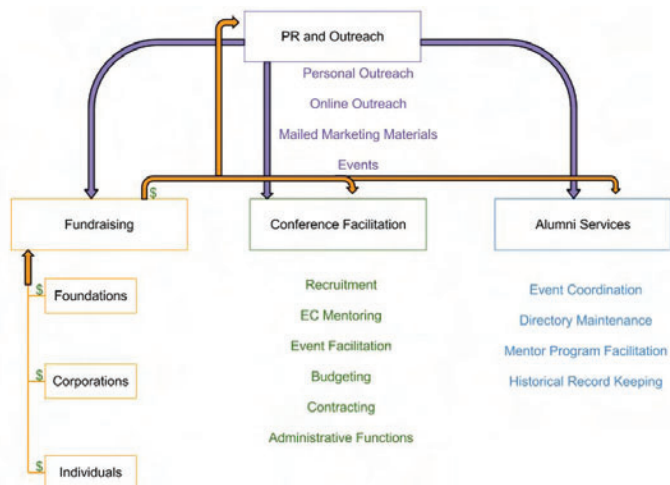 PR and Outreach
Personal Outreach
Online Outreach
Mailed Marketing Materials
Events
$
Fundraising
Conference Facilitation
Alumni Services
$
Foundations
$
Corporations
$
Individuals
Recruitment
EC Mentoring
Event Facilitation
Budgeting
Contracting
Administrative Functions
Event Coordination
Directory Maintenance
Mentor Program Facilitation
Historical Record Keeping